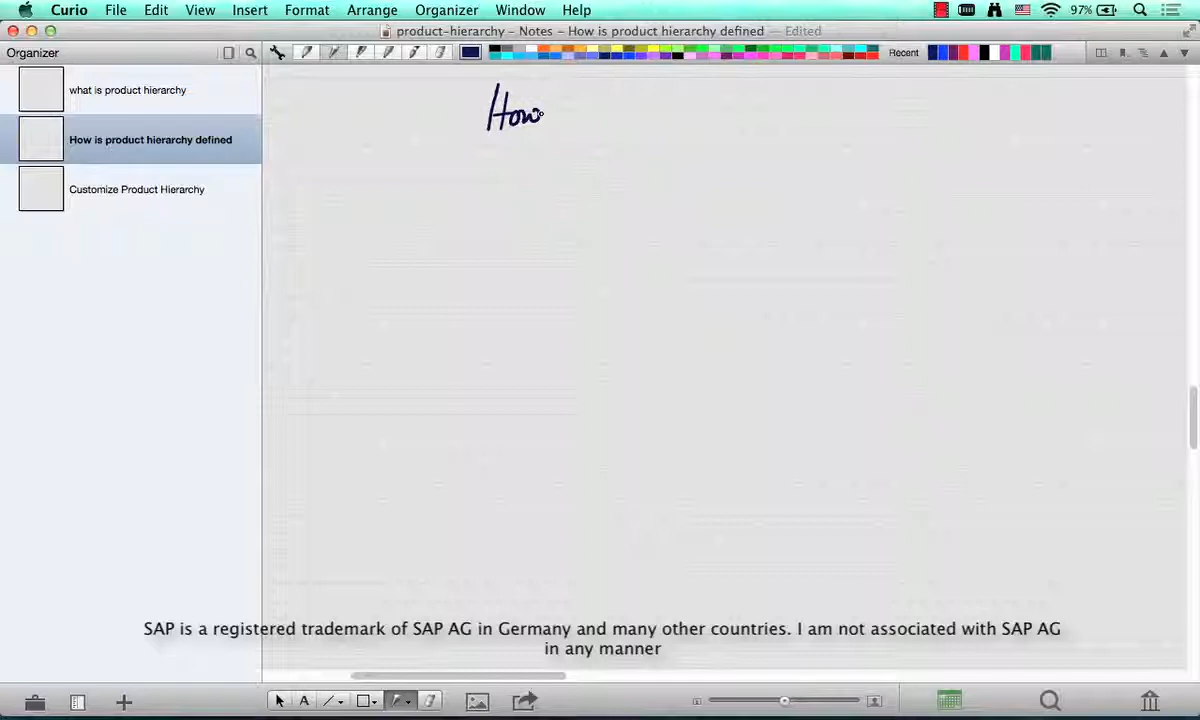 Curio File Edit View Insert Format Arrange Organizer Window Help 97%
product-hierarchy – Notes – How is product hierarchy defined — Edited
Organizer Recent
what is product hierarchy
How is product hierarchy defined
Customize Product Hierarchy
How
SAP is a registered trademark of SAP AG in Germany and many other countries. I am not associated with SAP AG
in any manner
A